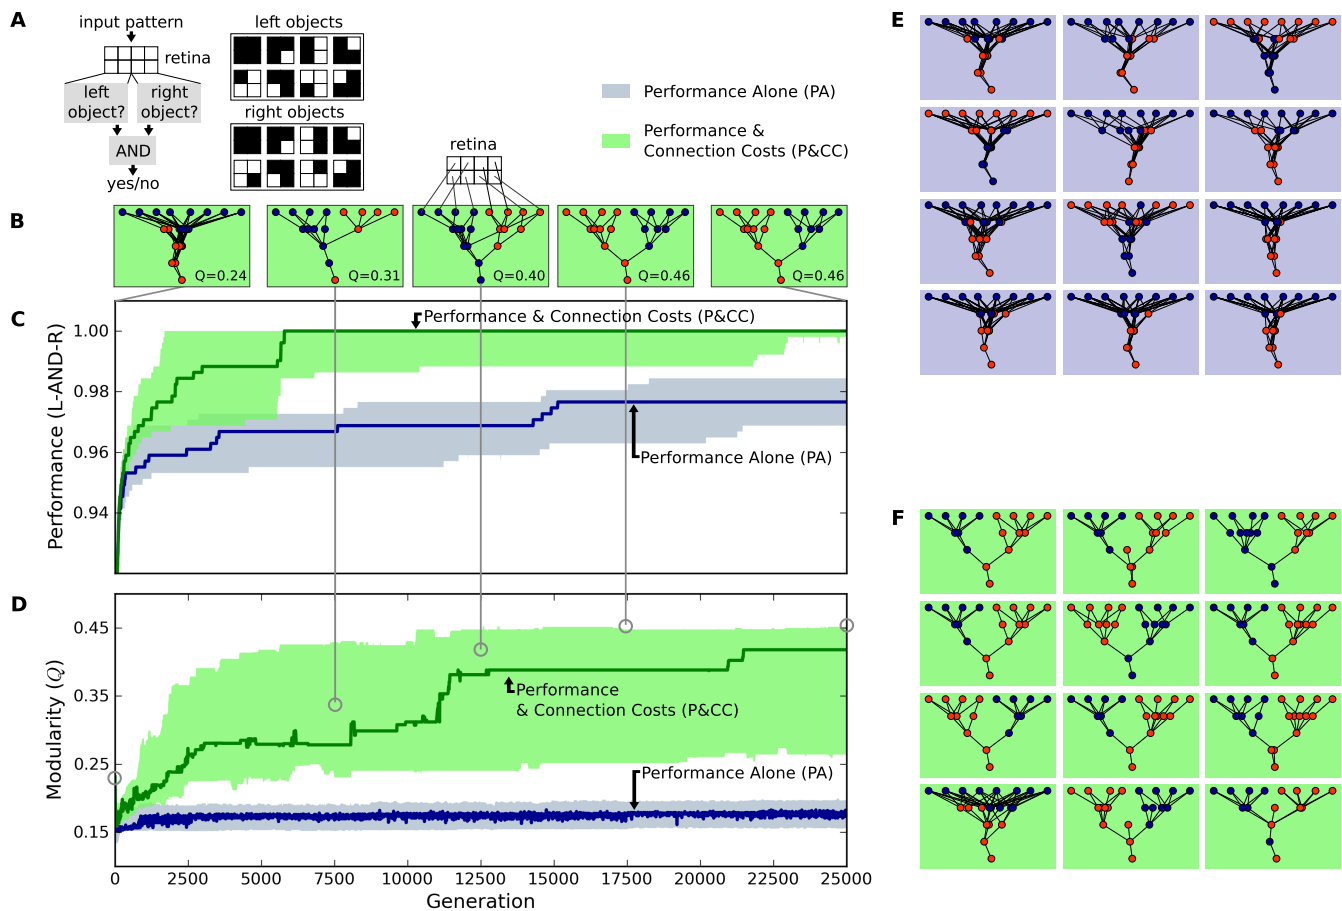 A
input pattern
retina
left object?
right object?
AND
yes/no
left objects
right objects
Performance Alone (PA)
Performance &
Connection Costs (P&CC)
retina
B
Q=0.24
Q=0.31
Q=0.40
Q=0.46
Q=0.46
C
Performance (L-AND-R)
1.00
0.98
0.96
0.94
Performance & Connection Costs (P&CC)
Performance Alone (PA)
D
Modularity (Q)
0.45
0.35
0.25
0.15
Performance
& Connection Costs (P&CC)
Performance Alone (PA)
0
2500
5000
7500
10000
12500
15000
17500
20000
22500
25000
Generation
E
F